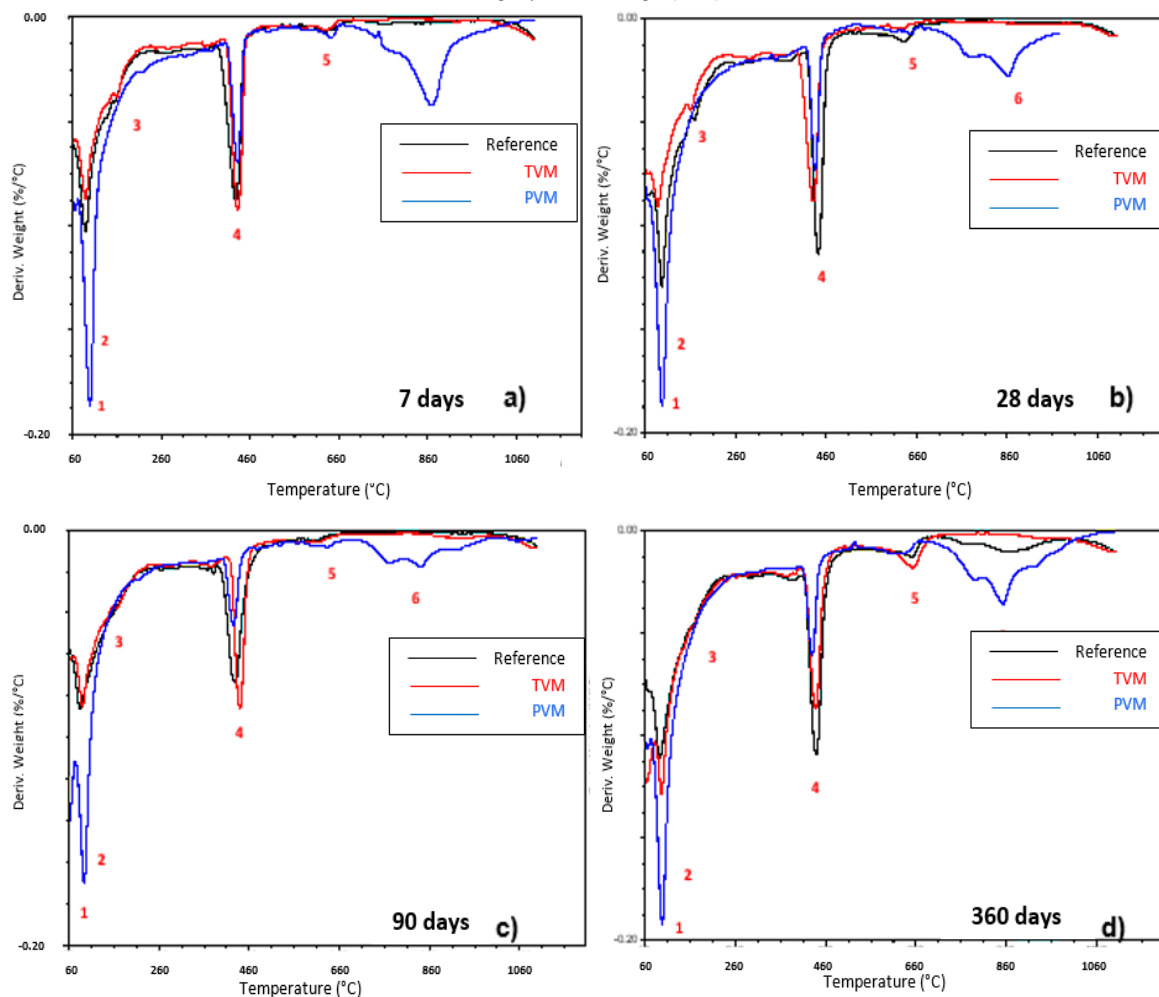 0.00
Deriv. Weight (%/°C)
-0.20
1
2
3
4
5
Reference
TVM
PVM
7 days
a)
60
260
460
660
860
1060
Temperature (°C)
0.00
Deriv. Weight (%/°C)
-0.20
1
2
3
4
5
6
Reference
TVM
PVM
28 days
b)
60
260
460
660
860
1060
Temperature (°C)
0.00
Deriv. Weight (%/°C)
-0.20
1
2
3
4
5
6
Reference
TVM
PVM
90 days
c)
60
260
460
660
860
1060
Temperature (°C)
0.00
Deriv. Weight (%/°C)
-0.20
1
2
3
4
5
Reference
TVM
PVM
360 days
d)
60
260
460
660
860
1060
Temperature (°C)